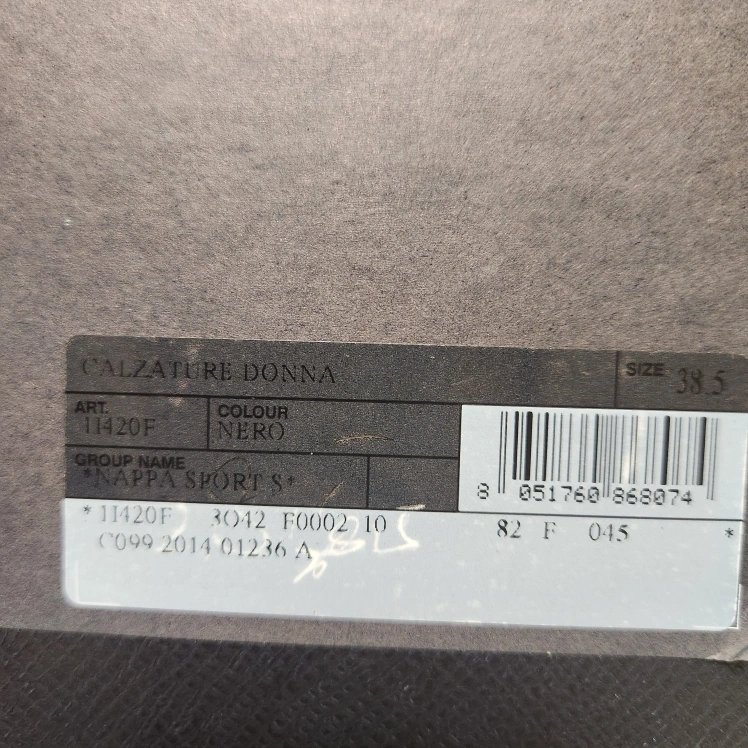 CALZATURE DONNA
SIZE 38.5
ART.
1I420F
COLOUR
NERO
GROUP NAME
*NAPPA SPORT S*
8 051760 868074
* 1I420F 3O42 F0002 10 82 F 045 *
C099 2014 01236 A